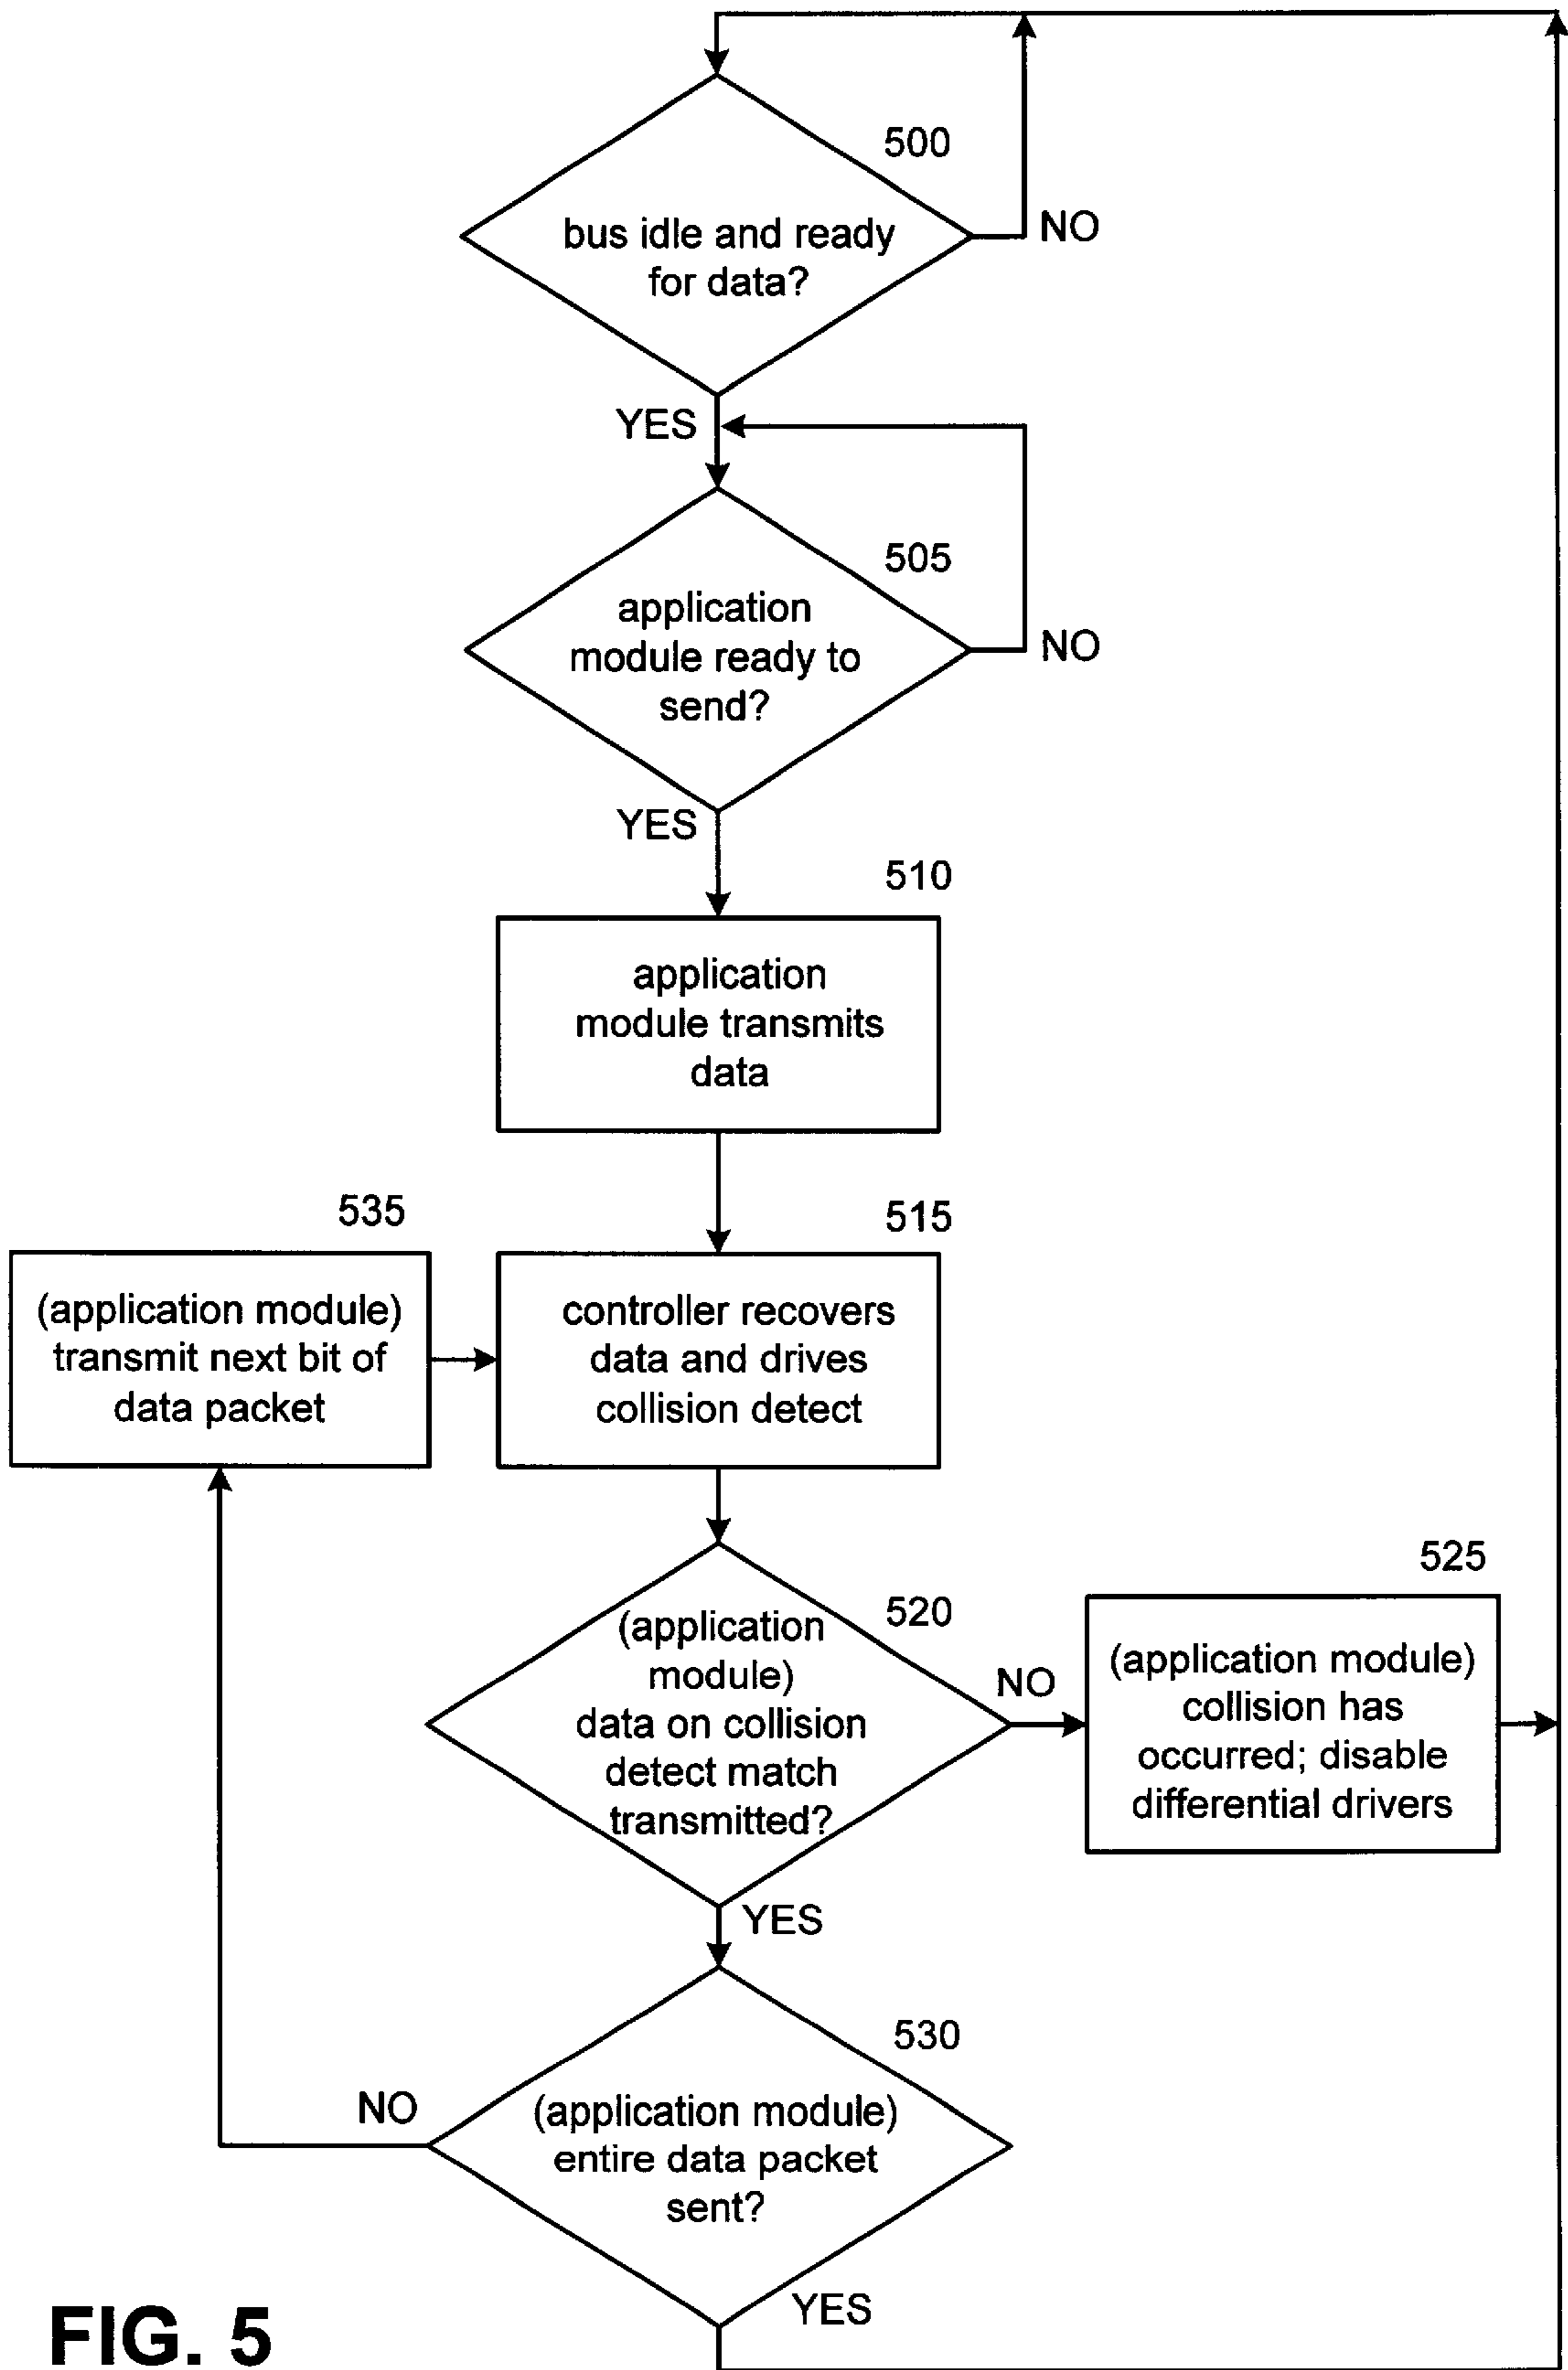 500
bus idle and ready
for data?
NO
YES
505
application
module ready to
send?
NO
YES
510
application
module transmits
data
535
515
(application module)
transmit next bit of
data packet
controller recovers
data and drives
collision detect
525
520
(application
module)
data on collision
detect match
transmitted?
NO
(application module)
collision has
occurred; disable
differential drivers
YES
530
NO
(application module)
entire data packet
sent?
YES
FIG. 5